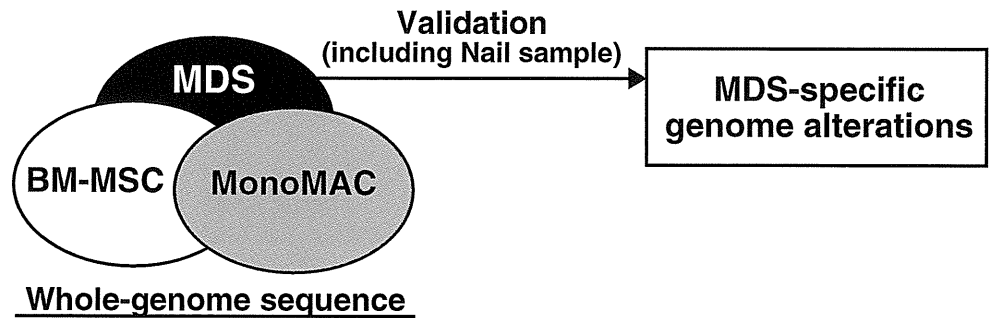 Validation
(including Nail sample)
MDS
MDS-specific
genome alterations
BM-MSC
MonoMAC
Whole-genome sequence